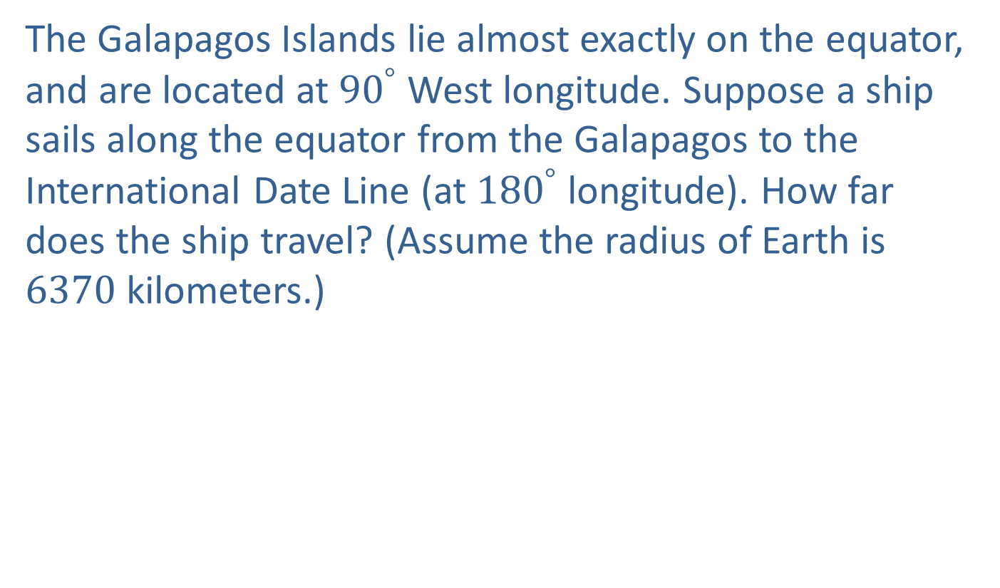 The Galapagos Islands lie almost exactly on the equator,
and are located at 90° West longitude. Suppose a ship
sails along the equator from the Galapagos to the
International Date Line (at 180° longitude). How far
does the ship travel? (Assume the radius of Earth is
6370 kilometers.)